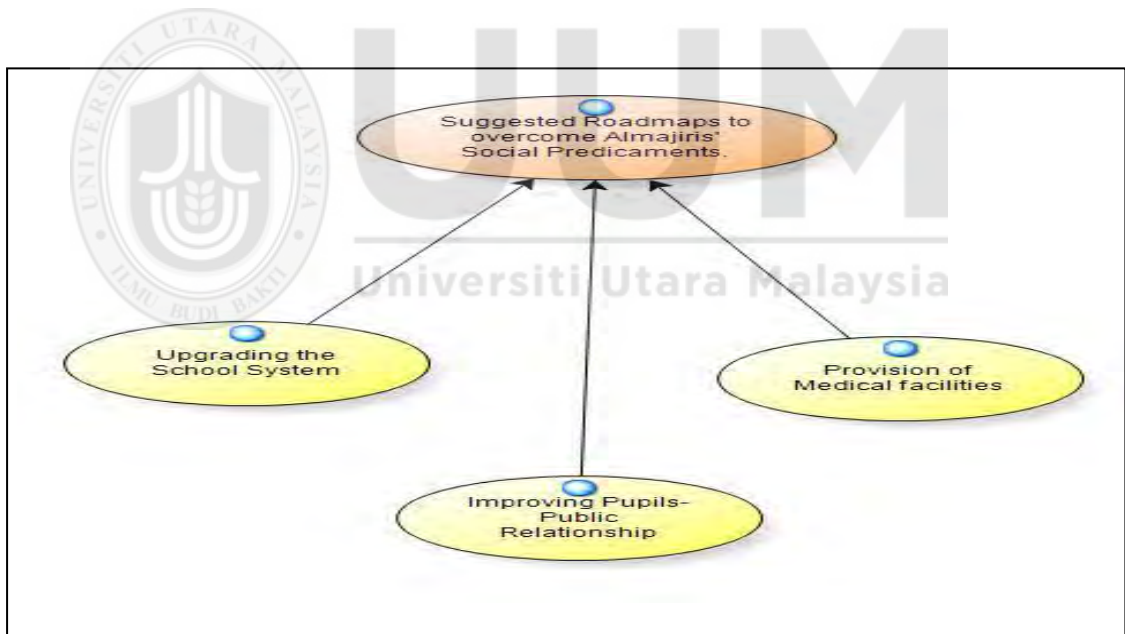 UNIVERSITI UTARA MALAYSIA
UUM
Suggested Roadmaps to
overcome Almajiris'
Social Predicaments.
Universiti Utara Malaysia
ILMU BUDI BAKTI
Upgrading the
School System
Provision of
Medical facilities
Improving Pupils-
Public
Relationship